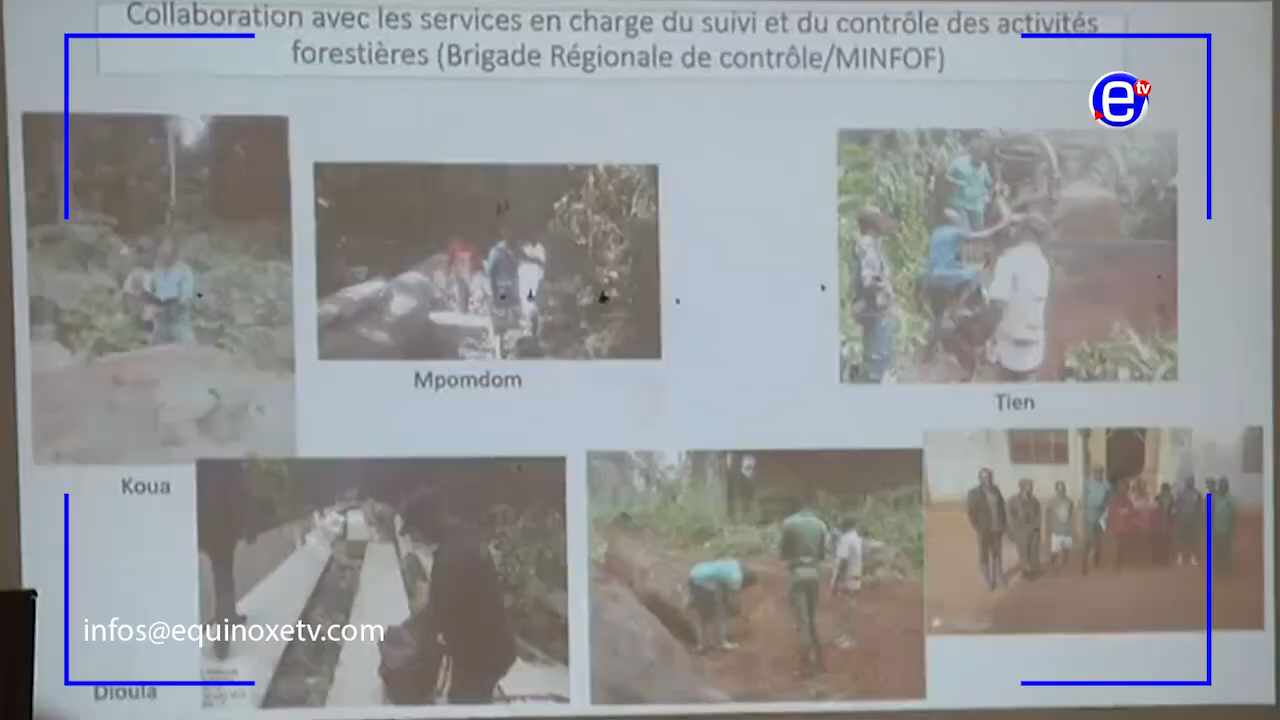 Collaboration avec les services en charge du suivi et du contrôle des activités
forestières (Brigade Régionale de contrôle/MINFOF)
e tv
Mpomdom
Tien
Koua
infos@equinoxetv.com
Dioula